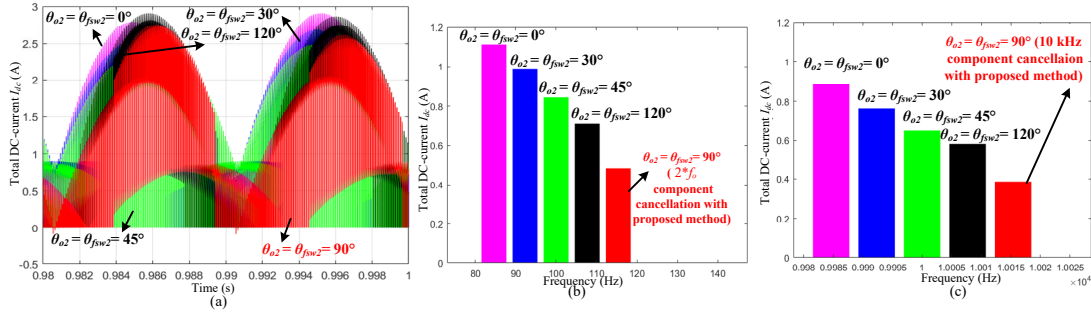 θo2 = θfsw2= 0°
θo2 = θfsw2= 30°
θo2 = θfsw2= 120°
θo2 = θfsw2= 45°
θo2 = θfsw2= 90°
Total DC-current Idc (A)
3
2.5
2
1.5
1
0.5
0
-0.5
0.98 0.982 0.984 0.986 0.988 0.99 0.992 0.994 0.996 0.998 1
Time (s)
(a)
θo2 = θfsw2= 0°
θo2 = θfsw2= 30°
θo2 = θfsw2= 45°
θo2 = θfsw2= 120°
θo2 = θfsw2= 90°
( 2*fo
component
cancellation with
proposed method)
Total DC-current Idc (A)
1.2
1
0.8
0.6
0.4
0.2
0
80 90 100 110 120 130 140
Frequency (Hz)
(b)
θo2 = θfsw2= 90° (10 kHz
component cancellaion
with proposed method)
θo2 = θfsw2= 0°
θo2 = θfsw2= 30°
θo2 = θfsw2= 45°
θo2 = θfsw2= 120°
Total DC-current Idc (A)
1.2
1
0.8
0.6
0.4
0.2
0
0.998 0.9985 0.999 0.9995 1 1.0005 1.001 1.0015 1.002 1.0025
×10⁴
Frequency (Hz)
(c)